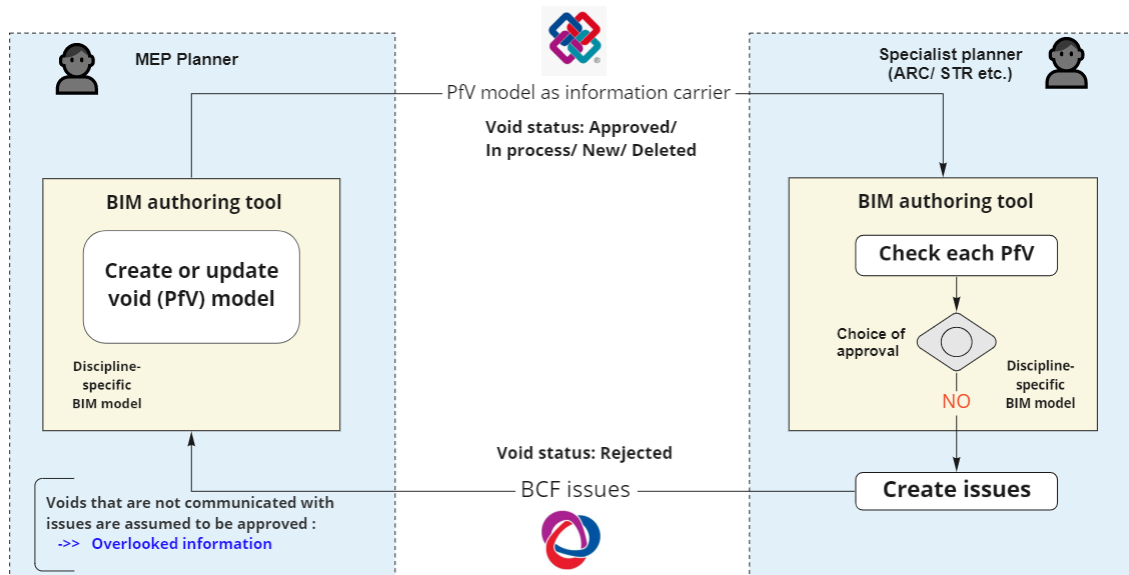 MEP Planner
Specialist planner
(ARC/ STR etc.)
PfV model as information carrier
Void status: Approved/
In process/ New/ Deleted
BIM authoring tool
Create or update
void (PfV) model
Discipline-
specific
BIM model
BIM authoring tool
Check each PfV
Choice of
approval
Discipline-
specific
BIM model
NO
Void status: Rejected
BCF issues
Create issues
Voids that are not communicated with
issues are assumed to be approved :
->> Overlooked information